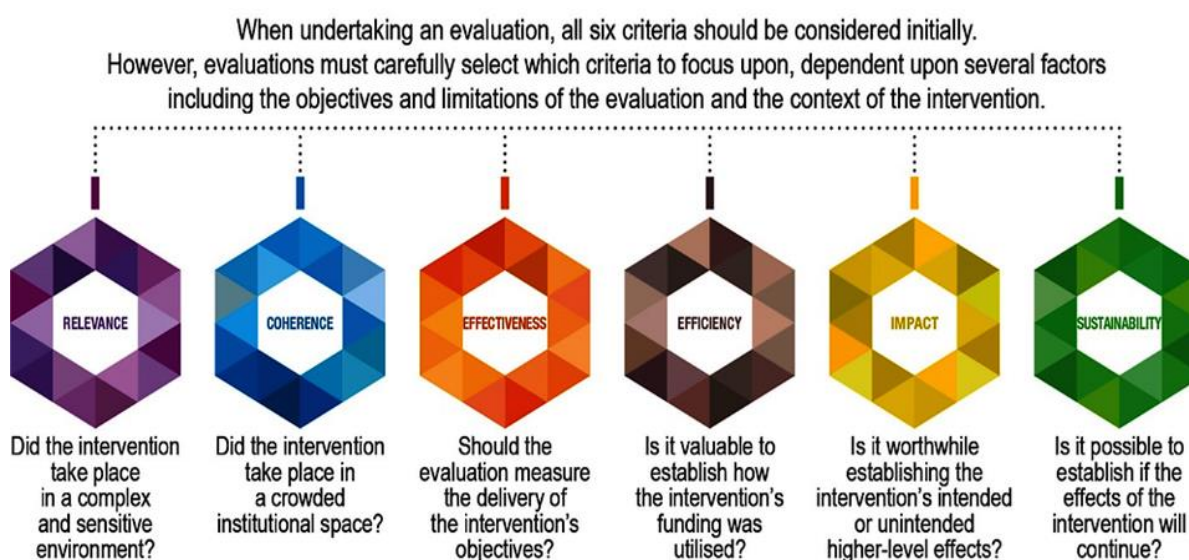 When undertaking an evaluation, all six criteria should be considered initially.
However, evaluations must carefully select which criteria to focus upon, dependent upon several factors
including the objectives and limitations of the evaluation and the context of the intervention.
RELEVANCE
Did the intervention
take place
in a complex
and sensitive
environment?
COHERENCE
Did the intervention
take place in
a crowded
institutional space?
EFFECTIVENESS
Should the
evaluation measure
the delivery of
the intervention's
objectives?
EFFICIENCY
Is it valuable to
establish how
the intervention's
funding was
utilised?
IMPACT
Is it worthwhile
establishing the
intervention's intended
or unintended
higher-level effects?
SUSTAINABILITY
Is it possible to
establish if the
effects of the
intervention will
continue?